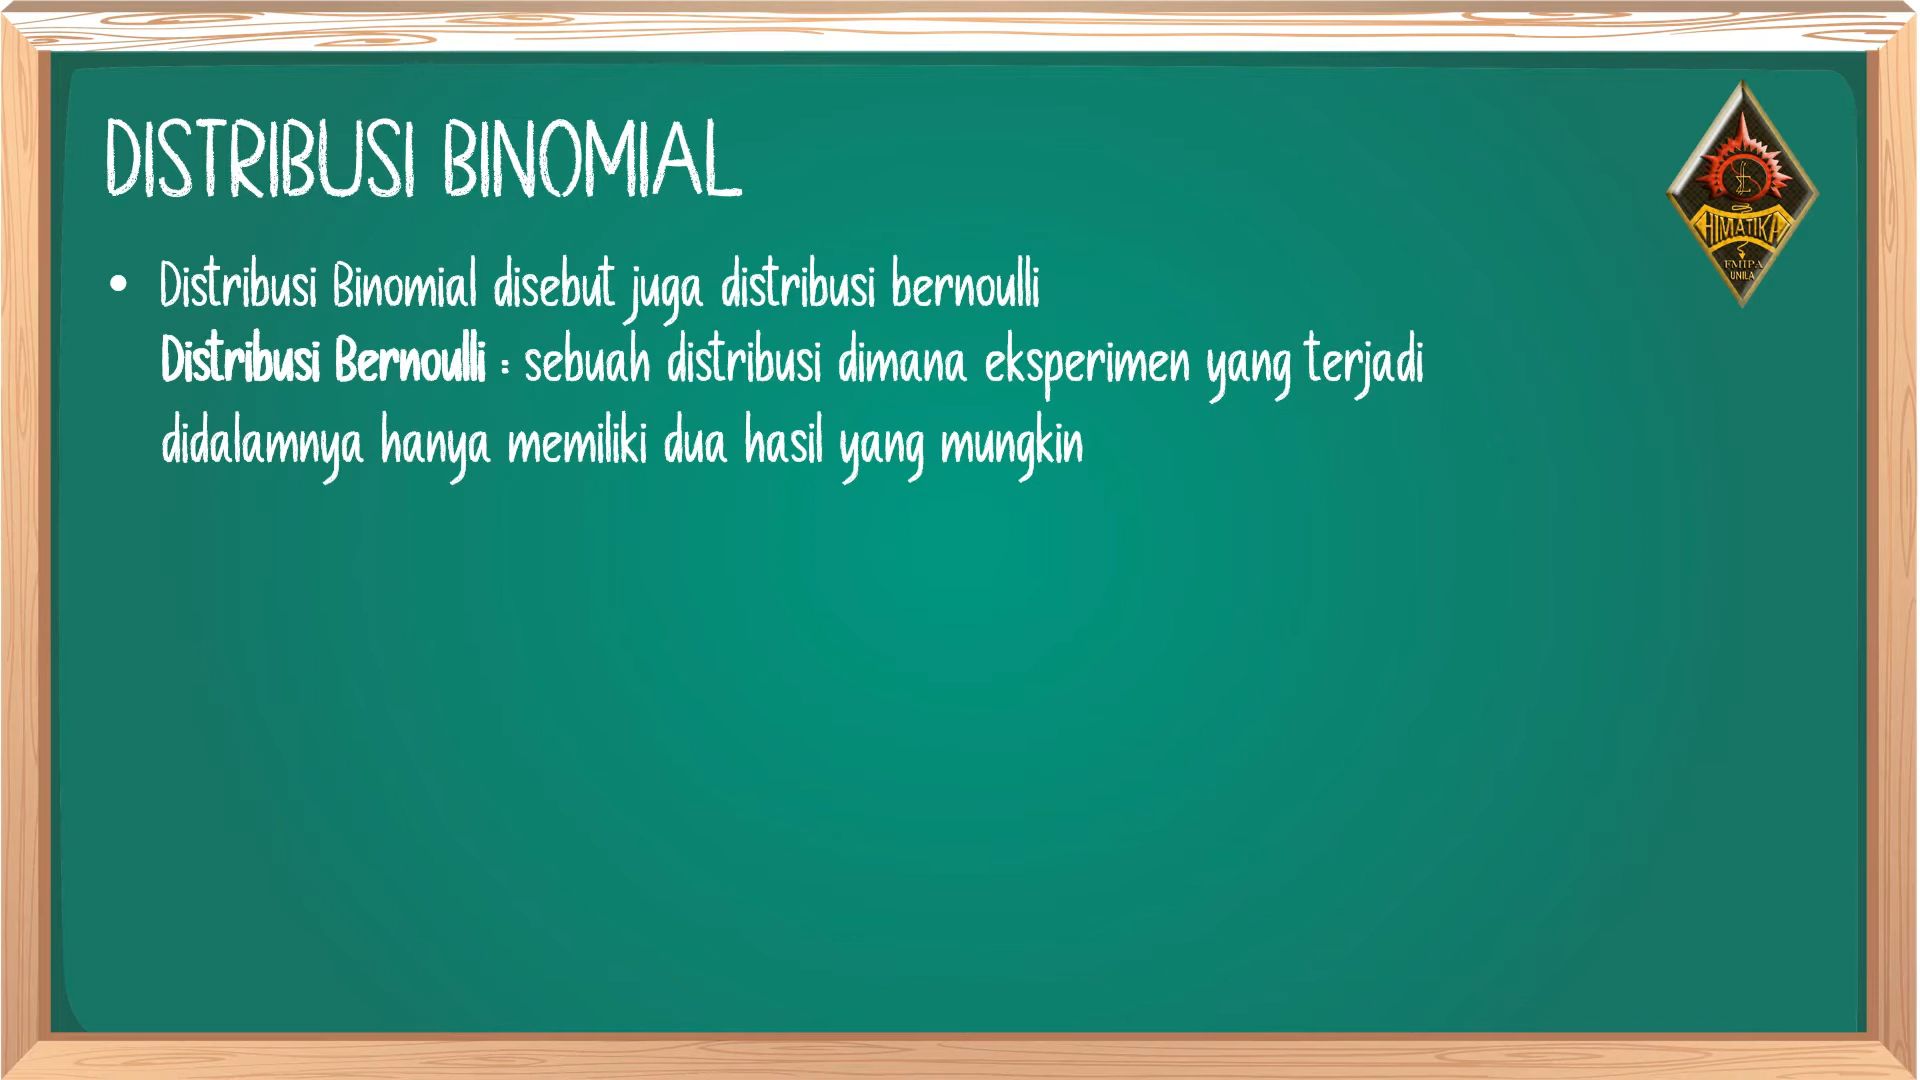 DISTRIBUSI BINOMIAL
• Distribusi Binomial disebut juga distribusi bernoulli
Distribusi Bernoulli : sebuah distribusi dimana eksperimen yang terjadi
didalamnya hanya memiliki dua hasil yang mungkin
HIMATIKA
FMIPA
UNILA